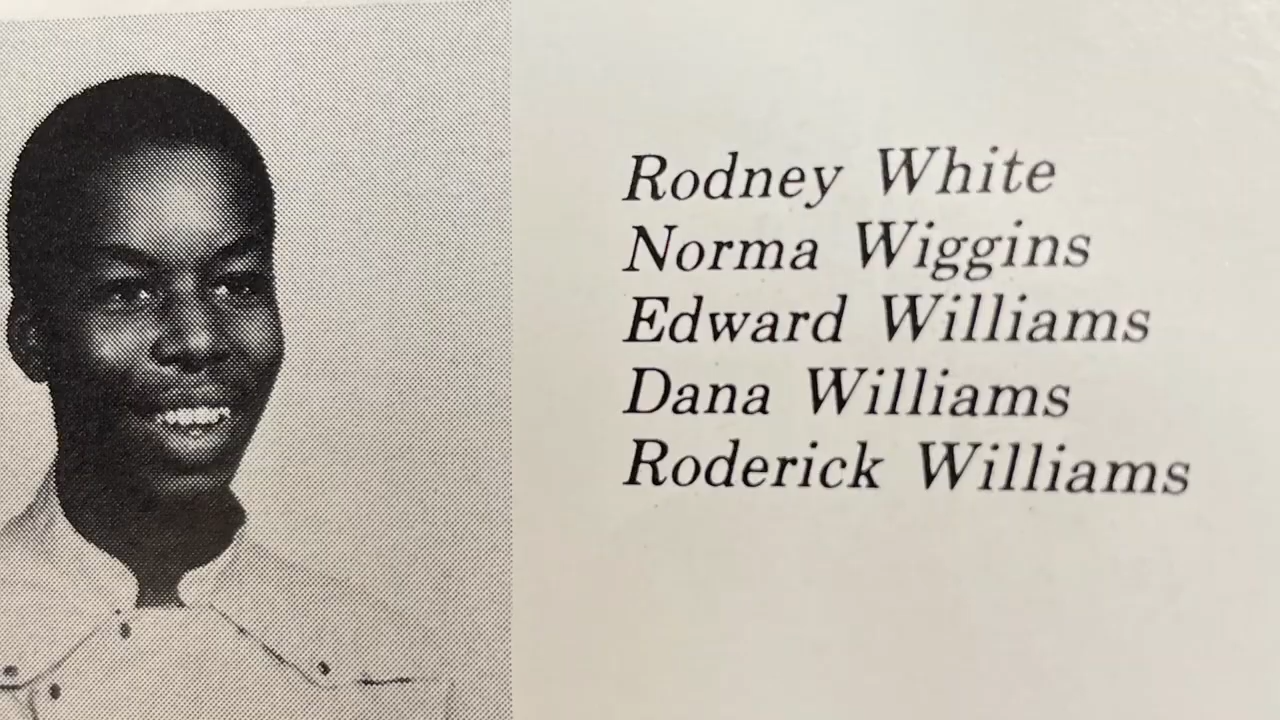 Rodney White
Norma Wiggins
Edward Williams
Dana Williams
Roderick Williams